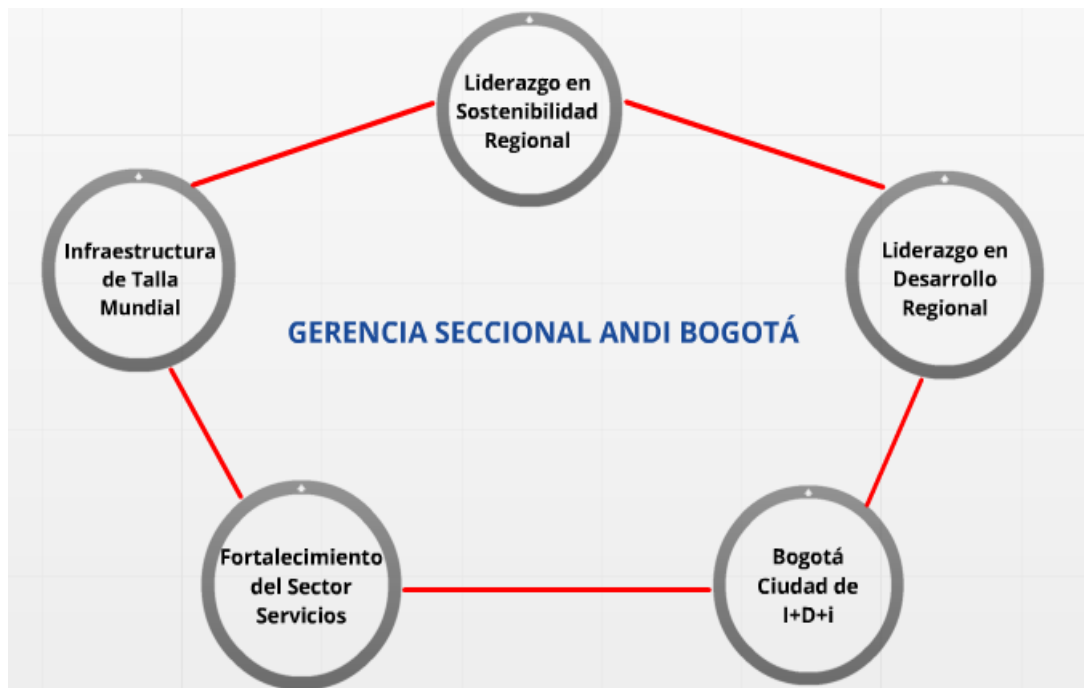 Liderazgo en
Sostenibilidad
Regional
Infraestructura
de Talla
Mundial
Liderazgo en
Desarrollo
Regional
GERENCIA SECCIONAL ANDI BOGOTÁ
Fortalecimiento
del Sector
Servicios
Bogotá
Ciudad de
I+D+i